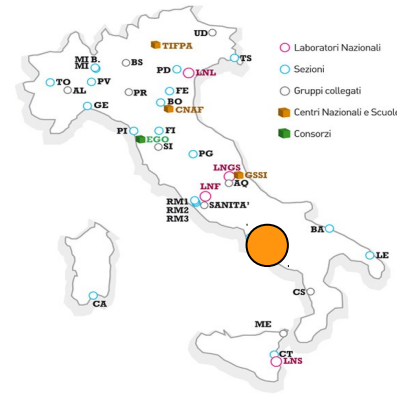 UD
TIFPA
MI B.
MI
BS
PD
TS
LNL
TO
AL
PV
PR
FE
BO
CNAF
GE
PI
EGO
FI
SI
PG
LNGS
GSSI
AQ
LNF
RM1
RM2
RM3
SANITA'
BA
LE
CS
CA
ME
CT
LNS
Laboratori Nazionali
Sezioni
Gruppi collegati
Centri Nazionali e Scuole
Consorzi